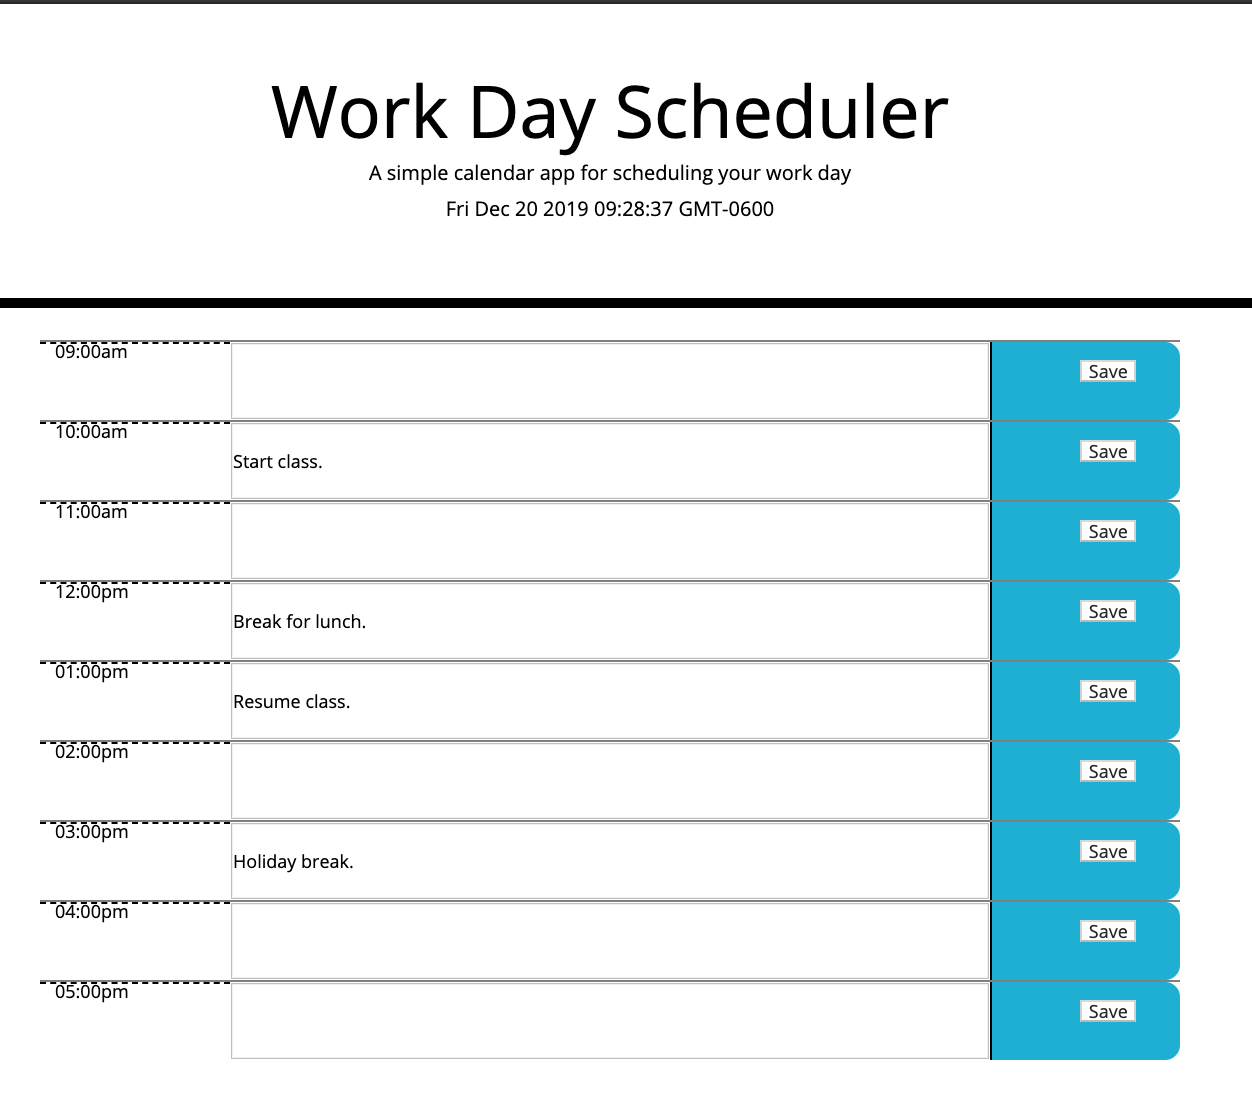 Work Day Scheduler
A simple calendar app for scheduling your work day
Fri Dec 20 2019 09:28:37 GMT-0600
09:00am
Save
10:00am
Start class.
Save
11:00am
Save
12:00pm
Break for lunch.
Save
01:00pm
Resume class.
Save
02:00pm
Save
03:00pm
Holiday break.
Save
04:00pm
Save
05:00pm
Save